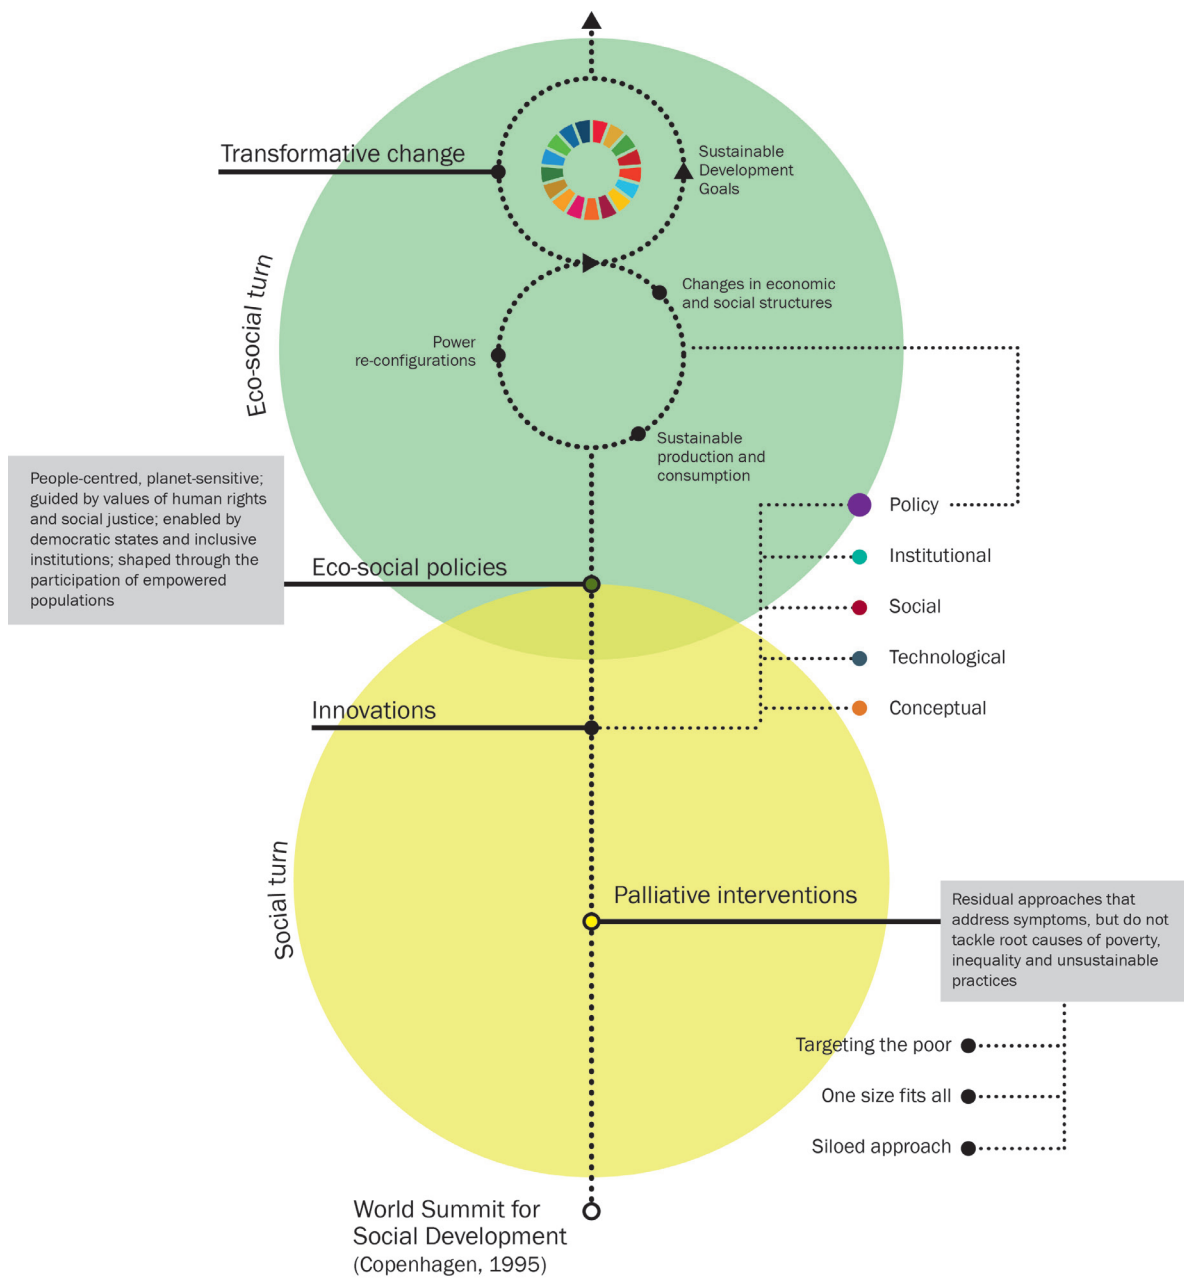 Transformative change
Sustainable
Development
Goals
Eco-social turn
Changes in economic
and social structures
Power
re-configurations
Sustainable
production and
consumption
People-centred, planet-sensitive;
guided by values of human rights
and social justice; enabled by
democratic states and inclusive
institutions; shaped through the
participation of empowered
populations
Eco-social policies
Policy
Institutional
Social
Technological
Conceptual
Innovations
Social turn
Palliative interventions
Residual approaches that
address symptoms, but do not
tackle root causes of poverty,
inequality and unsustainable
practices
Targeting the poor
One size fits all
Siloed approach
World Summit for
Social Development
(Copenhagen, 1995)